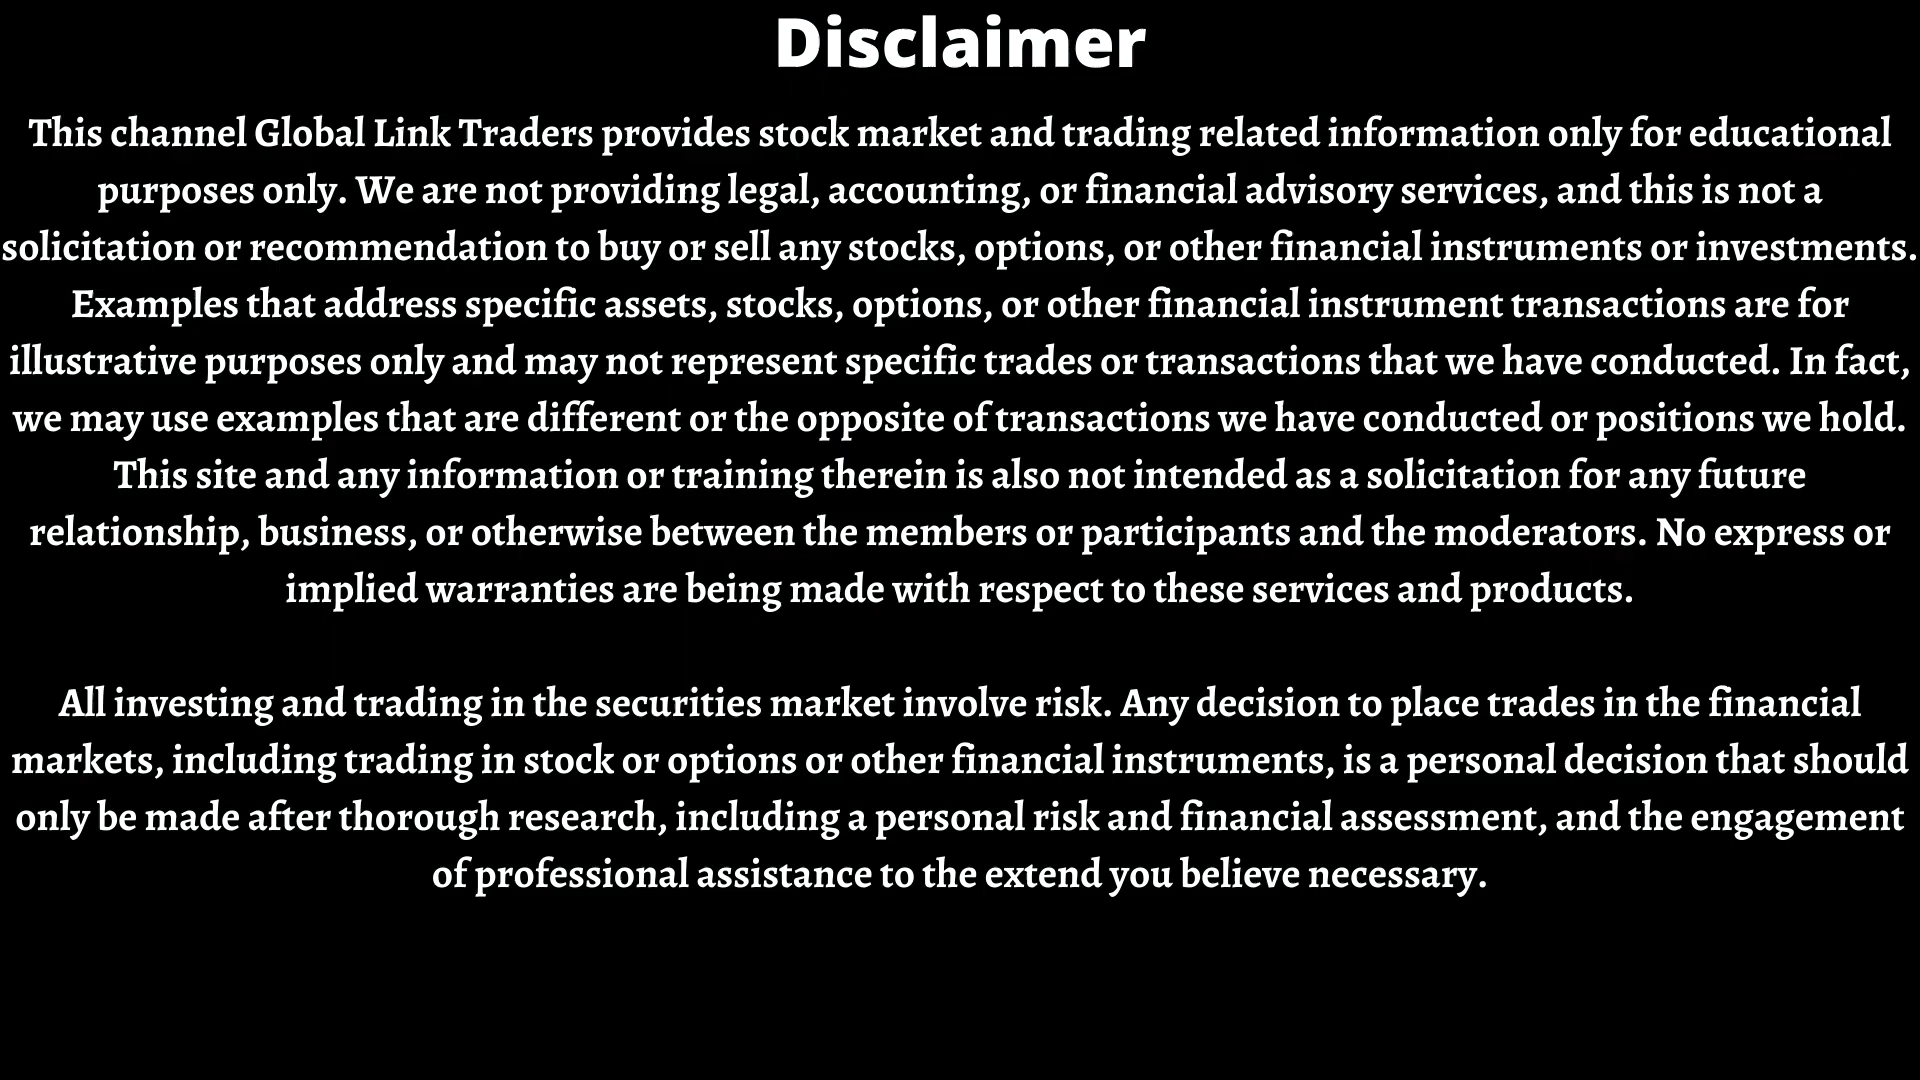 Disclaimer
This channel Global Link Traders provides stock market and trading related information only for educational
purposes only. We are not providing legal, accounting, or financial advisory services, and this is not a
solicitation or recommendation to buy or sell any stocks, options, or other financial instruments or investments.
Examples that address specific assets, stocks, options, or other financial instrument transactions are for
illustrative purposes only and may not represent specific trades or transactions that we have conducted. In fact,
we may use examples that are different or the opposite of transactions we have conducted or positions we hold.
This site and any information or training therein is also not intended as a solicitation for any future
relationship, business, or otherwise between the members or participants and the moderators. No express or
implied warranties are being made with respect to these services and products.
All investing and trading in the securities market involve risk. Any decision to place trades in the financial
markets, including trading in stock or options or other financial instruments, is a personal decision that should
only be made after thorough research, including a personal risk and financial assessment, and the engagement
of professional assistance to the extend you believe necessary.